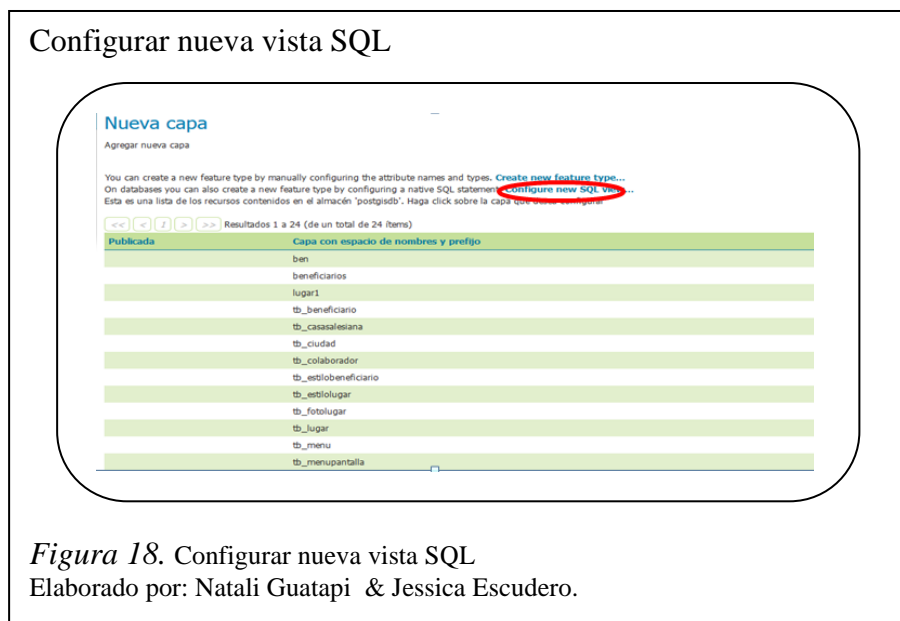 Configurar nueva vista SQL
Nueva capa
Agregar nueva capa
You can create a new feature type by manually configuring the attribute names and types. Create new feature type...
On databases you can also create a new feature type by configuring a native SQL statement. Configure new SQL view...
Esta es una lista de los recursos contenidos en el almacén 'postgisdb'. Haga click sobre la capa que desea configurar
<< < 1 > >> Resultados 1 a 24 (de un total de 24 ítems)
Publicada Capa con espacio de nombres y prefijo
ben
beneficiarios
lugar1
tb_beneficiario
tb_casasalesiana
tb_ciudad
tb_colaborador
tb_estilobeneficiario
tb_estilolugar
tb_fotolugar
tb_lugar
tb_menu
tb_menupantalla
Figura 18. Configurar nueva vista SQL
Elaborado por: Natali Guatapi & Jessica Escudero.